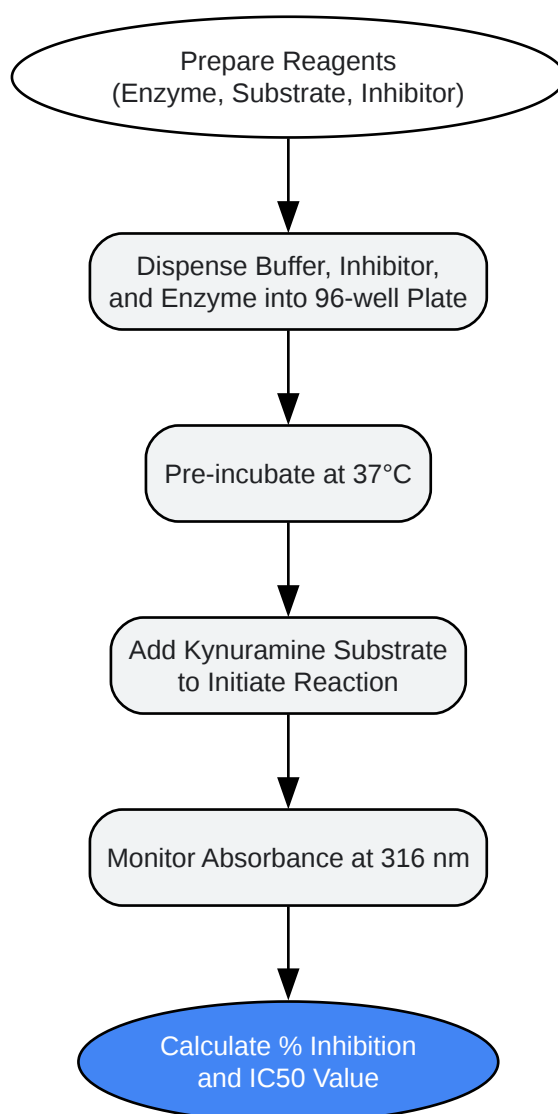 Prepare Reagents
(Enzyme, Substrate, Inhibitor)
Dispense Buffer, Inhibitor,
and Enzyme into 96-well Plate
Pre-incubate at 37°C
Add Kynuramine Substrate
to Initiate Reaction
Monitor Absorbance at 316 nm
Calculate % Inhibition
and IC50 Value